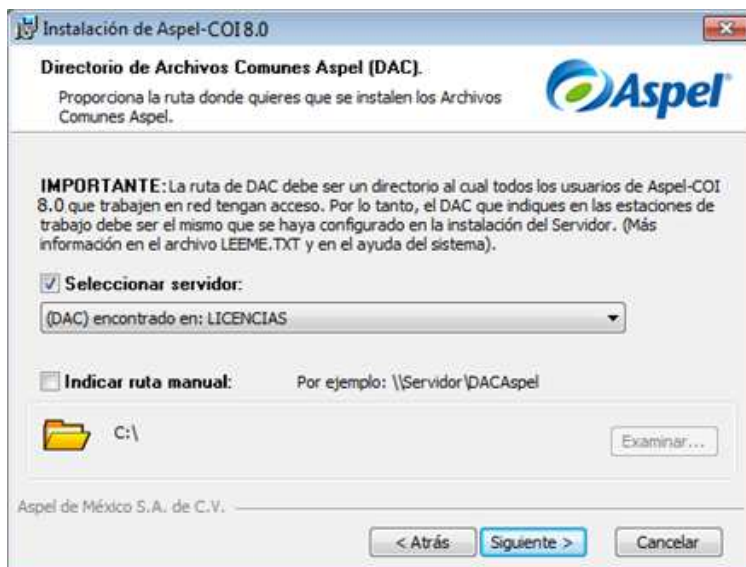 Instalación de Aspel-COI 8.0
Directorio de Archivos Comunes Aspel (DAC).
Proporciona la ruta donde quieres que se instalen los Archivos
Comunes Aspel.
Aspel
IMPORTANTE: La ruta de DAC debe ser un directorio al cual todos los usuarios de Aspel-COI
8.0 que trabajen en red tengan acceso. Por lo tanto, el DAC que indiques en las estaciones de
trabajo debe ser el mismo que se haya configurado en la instalación del Servidor. (Más
información en el archivo LEEME.TXT y en el ayuda del sistema).
Seleccionar servidor:
(DAC) encontrado en: LICENCIAS
Indicar ruta manual: Por ejemplo: \\Servidor\DACAspel
C:\
Examinar...
Aspel de México S.A. de C.V.
< Atrás Siguiente > Cancelar